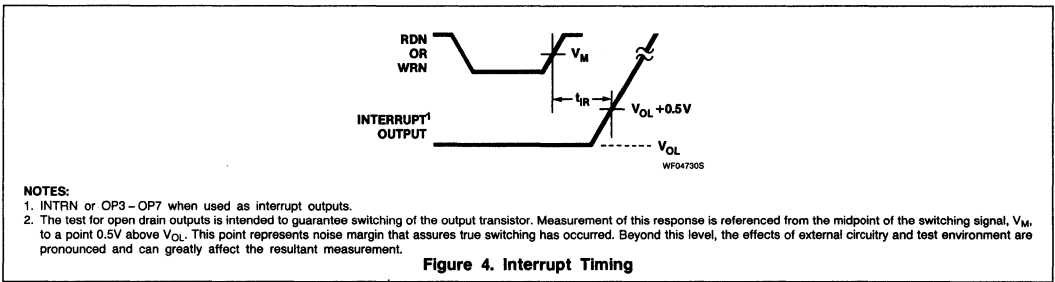 RDN
OR
WRN
V_M
t_IR
V_OL +0.5V
INTERRUPT¹
OUTPUT
V_OL
WF04730S
NOTES:
1. INTRN or OP3 – OP7 when used as interrupt outputs.
2. The test for open drain outputs is intended to guarantee switching of the output transistor. Measurement of this response is referenced from the midpoint of the switching signal, V_M,
to a point 0.5V above V_OL. This point represents noise margin that assures true switching has occurred. Beyond this level, the effects of external circuitry and test environment are
pronounced and can greatly affect the resultant measurement.
Figure 4. Interrupt Timing